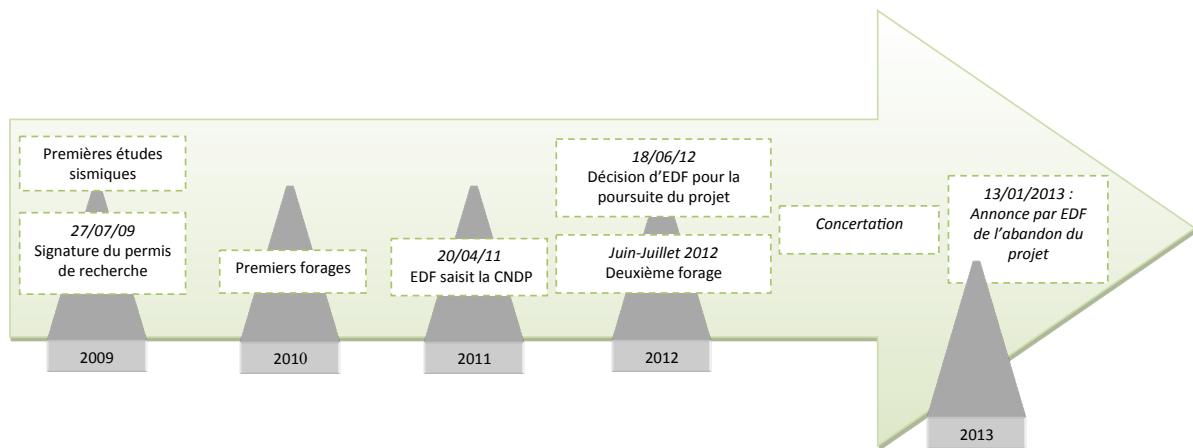 Premières études
sismiques
27/07/09
Signature du permis
de recherche
2009
Premiers forages
2010
20/04/11
EDF saisit la CNDP
2011
18/06/12
Décision d’EDF pour la
poursuite du projet
Juin-Juillet 2012
Deuxième forage
2012
Concertation
13/01/2013 :
Annonce par EDF
de l’abandon du
projet
2013